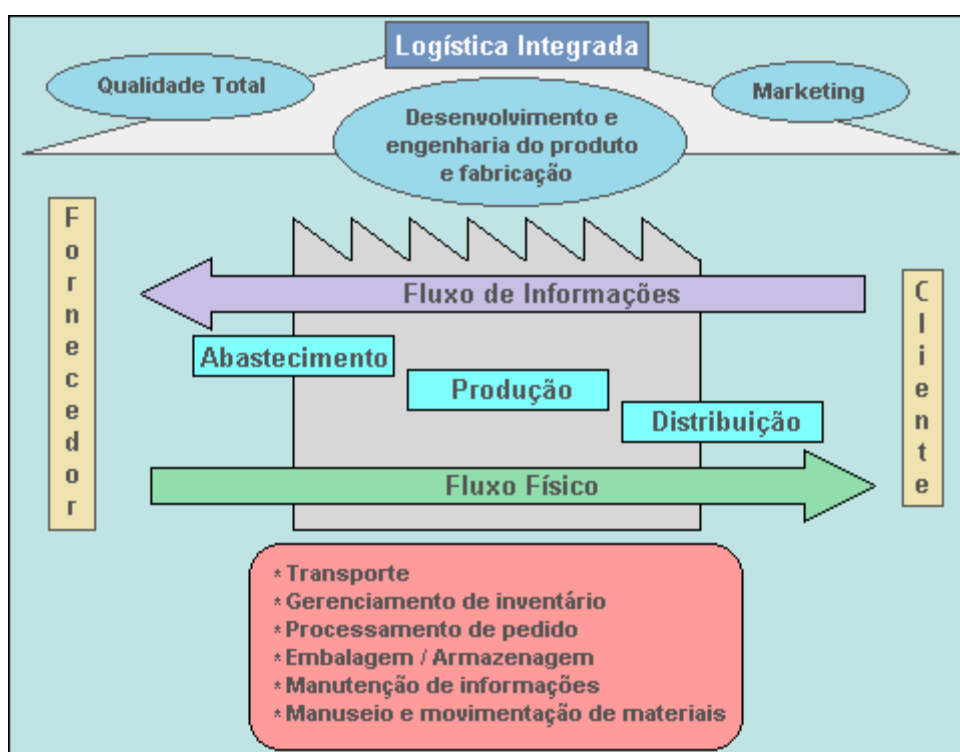 Logística Integrada
Qualidade Total
Marketing
Desenvolvimento e
engenharia do produto
e fabricação
Fornecedor
Fluxo de Informações
Cliente
Abastecimento
Produção
Distribuição
Fluxo Físico
* Transporte
* Gerenciamento de inventário
* Processamento de pedido
* Embalagem / Armazenagem
* Manutenção de informações
* Manuseio e movimentação de materiais